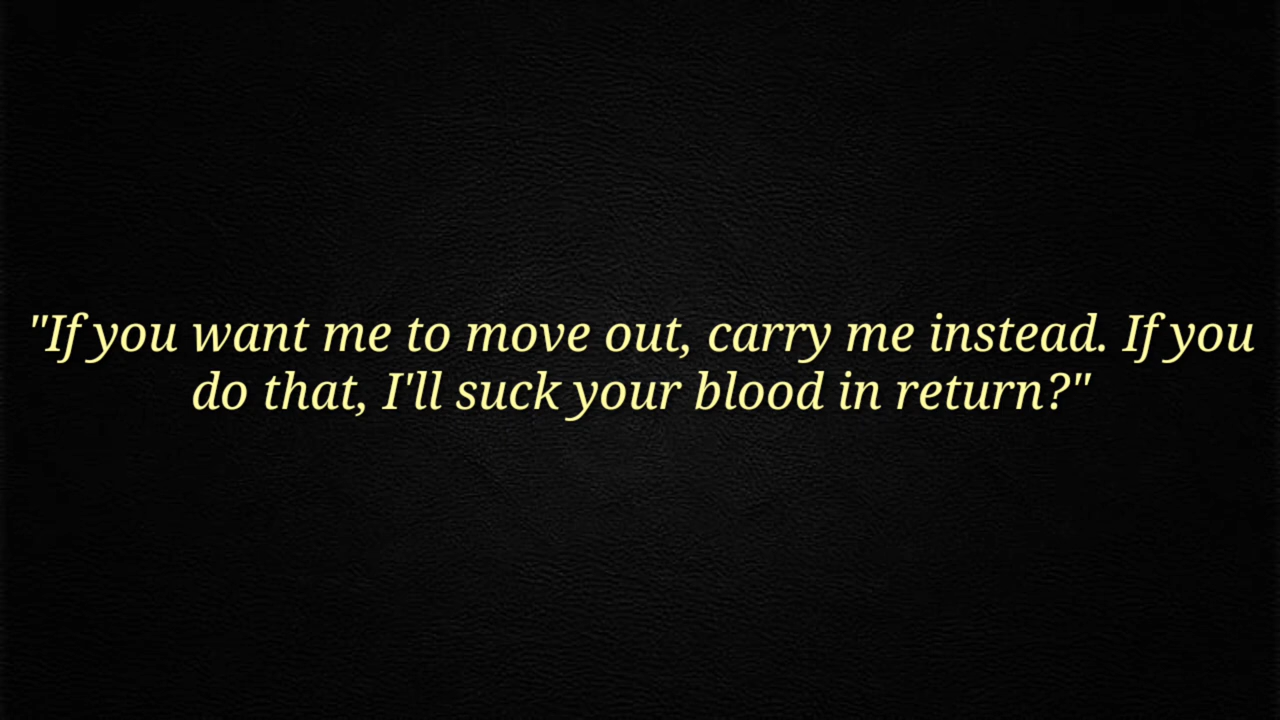 "If you want me to move out, carry me instead. If you
do that, I'll suck your blood in return?"